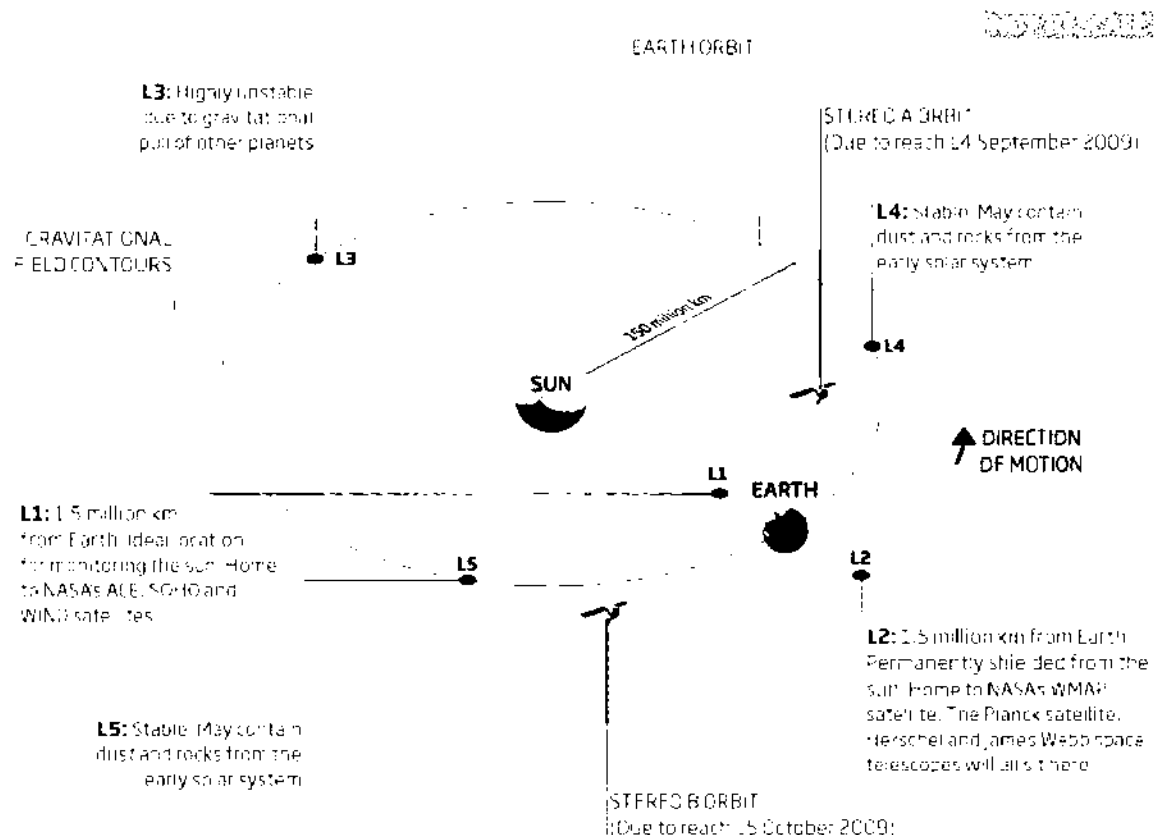 EARTH ORBIT
L3: Highly unstable
due to gravitational
pull of other planets
STEREO A ORBIT
(Due to reach L4 September 2009)
L4: Stable. May contain
dust and rocks from the
early solar system
GRAVITATIONAL
FIELD CONTOURS
L3
150 million km
L4
SUN
DIRECTION
OF MOTION
L1
EARTH
L1: 1.5 million km
from Earth. Ideal location
for monitoring the sun. Home
to NASA's ACE, SOHO and
WIND satellites
L5
L2
L2: 1.5 million km from Earth
Permanently shielded from the
sun. Home to NASA's WMAP
satellite. The Planck satellite,
Herschel and James Webb space
telescopes will all sit here
L5: Stable. May contain
dust and rocks from the
early solar system
STEREO B ORBIT
(Due to reach L5 October 2009)